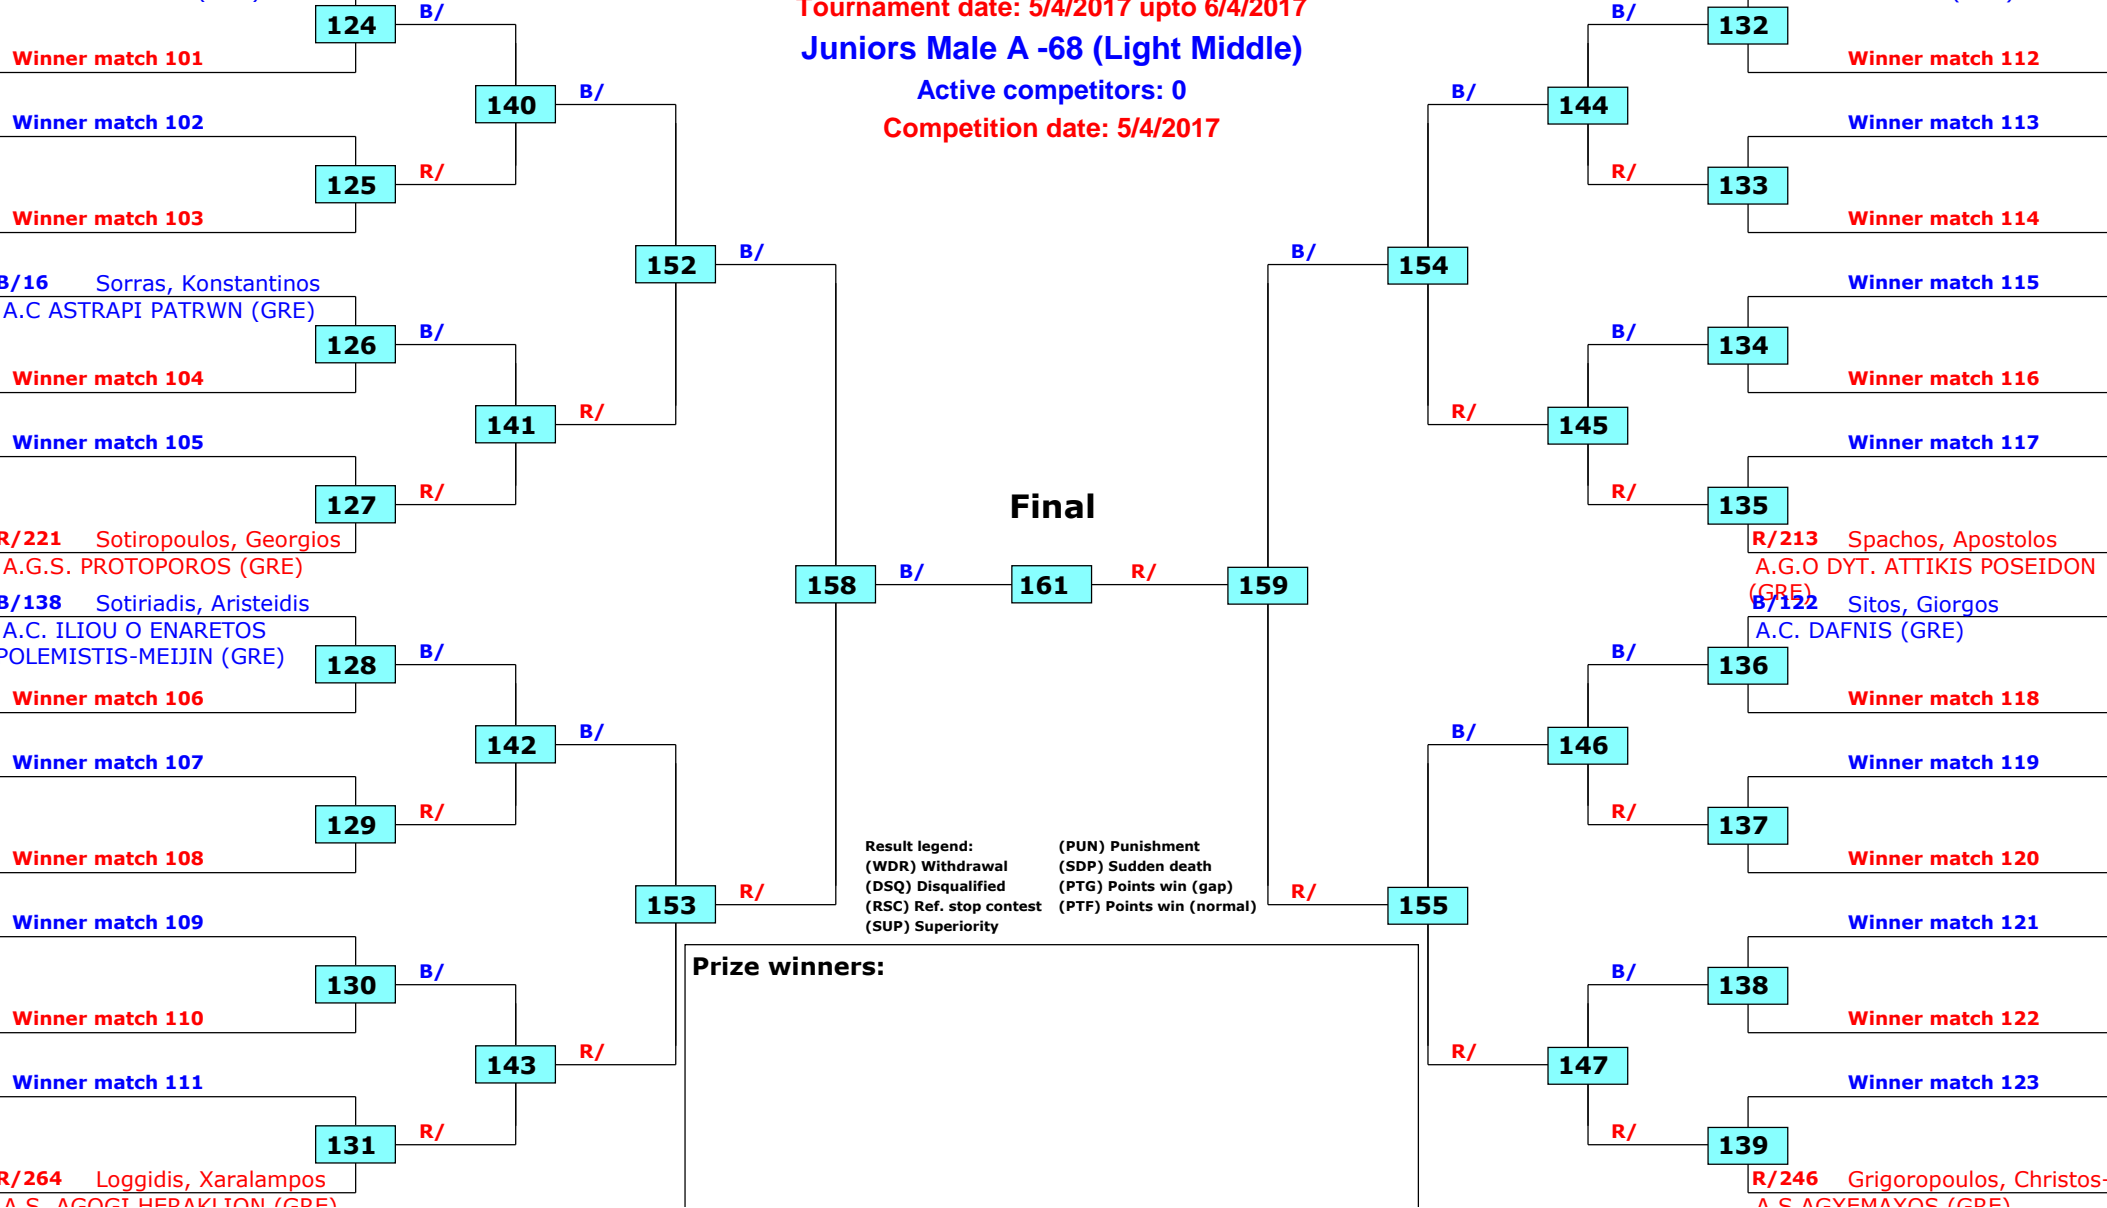 Tournament date: 5/4/2017 upto 6/4/2017
Juniors Male A -68 (Light Middle)
Active competitors: 0
Competition date: 5/4/2017
124
B/
Winner match 101
140
B/
Winner match 102
125
R/
Winner match 103
152
B/
B/16 Sorras, Konstantinos
A.C ASTRAPI PATRWN (GRE)
126
B/
Winner match 104
141
R/
Winner match 105
127
R/
R/221 Sotiropoulos, Georgios
A.G.S. PROTOPOROS (GRE)
B/138 Sotiriadis, Aristeidis
A.C. ILIOU O ENARETOS
POLEMISTIS-MEIJIN (GRE)
128
B/
Winner match 106
142
B/
Winner match 107
129
R/
Winner match 108
153
R/
Winner match 109
130
B/
Winner match 110
143
R/
Winner match 111
131
R/
R/264 Loggidis, Xaralampos
A.S. AGOGI HERAKLION (GRE)
Final
158
B/
161
R/
159
B/
132
Winner match 112
B/
144
Winner match 113
R/
133
Winner match 114
B/
154
Winner match 115
B/
134
Winner match 116
R/
145
Winner match 117
R/
135
R/213 Spachos, Apostolos
A.G.O DYT. ATTIKIS POSEIDON
(GRE)
B/122 Sitos, Giorgos
A.C. DAFNIS (GRE)
B/
136
Winner match 118
B/
146
Winner match 119
R/
137
Winner match 120
R/
155
Winner match 121
B/
138
Winner match 122
R/
147
Winner match 123
R/
139
R/246 Grigoropoulos, Christos-
A.S AGXEMAXOS (GRE)
Result legend:
(WDR) Withdrawal
(DSQ) Disqualified
(RSC) Ref. stop contest
(SUP) Superiority
(PUN) Punishment
(SDP) Sudden death
(PTG) Points win (gap)
(PTF) Points win (normal)
Prize winners: